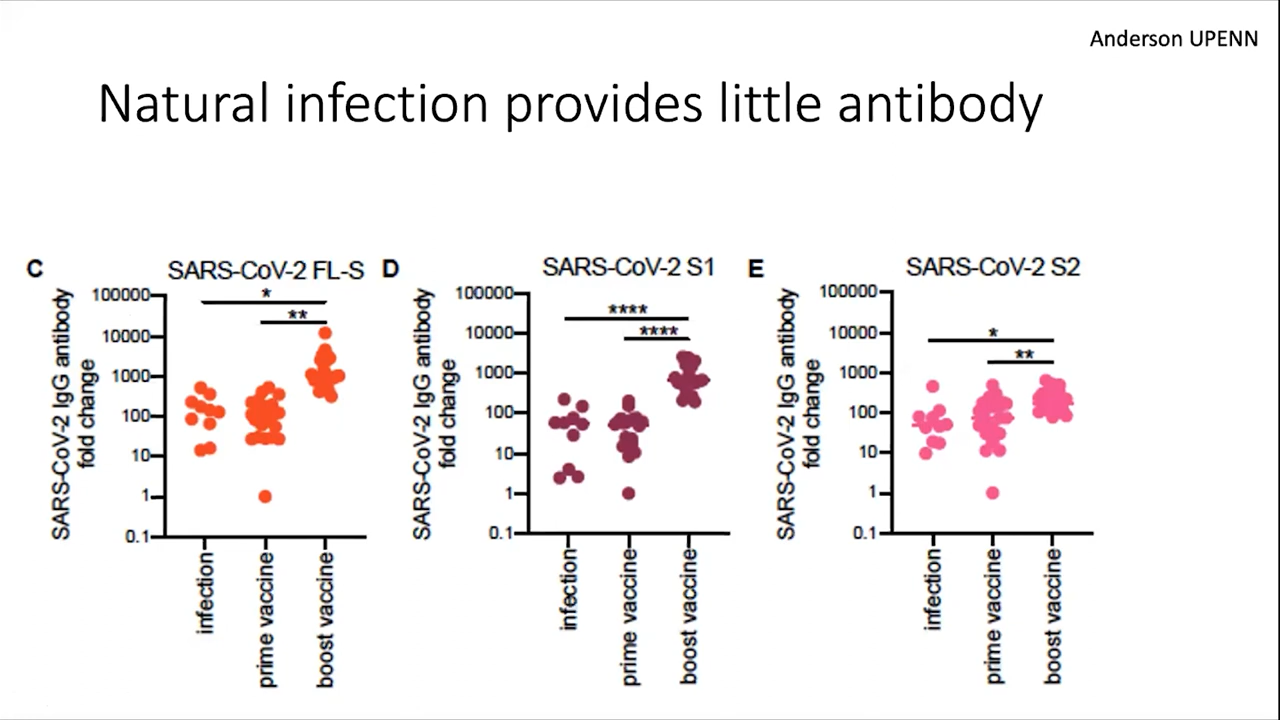 Anderson UPENN
Natural infection provides little antibody
C
SARS-CoV-2 FL-S
SARS-CoV-2 IgG antibody
fold change
100000
10000
1000
100
10
1
0.1
*
**
infection
prime vaccine
boost vaccine
D
SARS-CoV-2 S1
SARS-CoV-2 IgG antibody
fold change
100000
10000
1000
100
10
1
0.1
****
****
infection
prime vaccine
boost vaccine
E
SARS-CoV-2 S2
SARS-CoV-2 IgG antibody
fold change
100000
10000
1000
100
10
1
0.1
*
**
infection
prime vaccine
boost vaccine